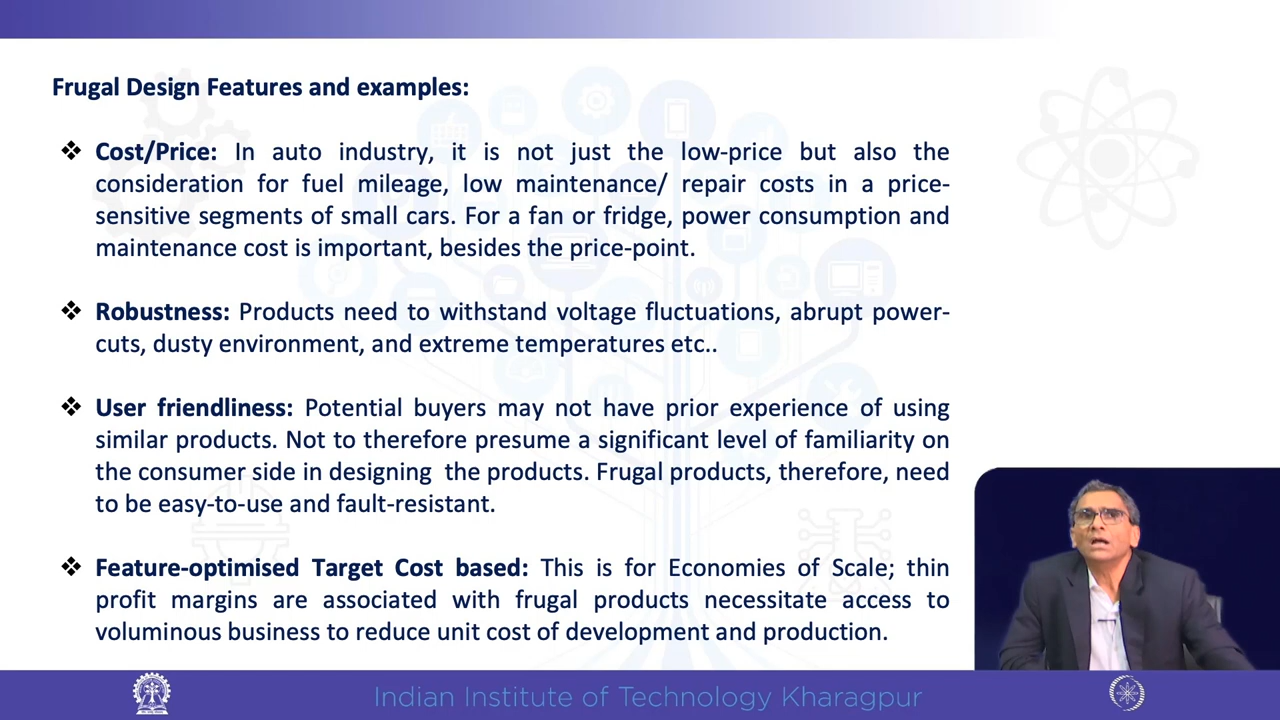 Frugal Design Features and examples:
❖ Cost/Price: In auto industry, it is not just the low-price but also the
consideration for fuel mileage, low maintenance/ repair costs in a price-
sensitive segments of small cars. For a fan or fridge, power consumption and
maintenance cost is important, besides the price-point.
❖ Robustness: Products need to withstand voltage fluctuations, abrupt power-
cuts, dusty environment, and extreme temperatures etc..
❖ User friendliness: Potential buyers may not have prior experience of using
similar products. Not to therefore presume a significant level of familiarity on
the consumer side in designing the products. Frugal products, therefore, need
to be easy-to-use and fault-resistant.
❖ Feature-optimised Target Cost based: This is for Economies of Scale; thin
profit margins are associated with frugal products necessitate access to
voluminous business to reduce unit cost of development and production.
Indian Institute of Technology Kharagpur